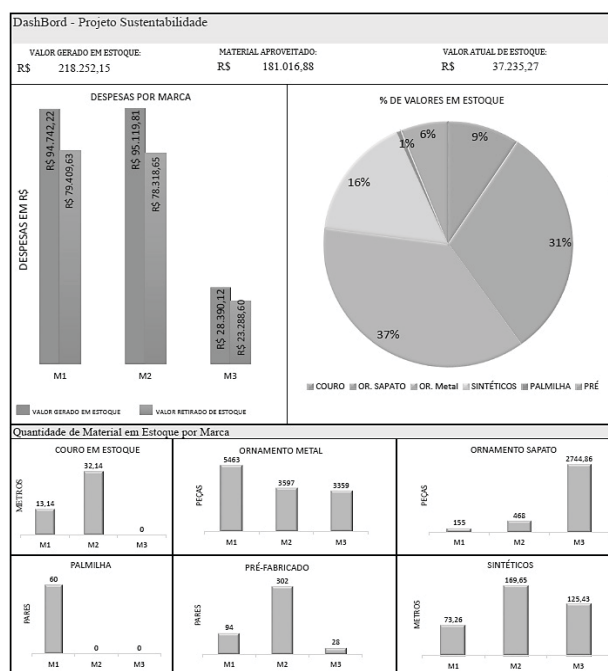 DashBord - Projeto Sustentabilidade
VALOR GERADO EM ESTOQUE:
R$ 218.252,15
MATERIAL APROVEITADO:
R$ 181.016,88
VALOR ATUAL DE ESTOQUE:
R$ 37.235,27
DESPESAS POR MARCA
DESPESAS EM R$
R$ 94.742,22
R$ 79.409,63
R$ 95.119,81
R$ 78.318,65
R$ 28.390,12
R$ 23.288,60
M1 M2 M3
VALOR GERADO EM ESTOQUE VALOR RETIRADO DE ESTOQUE
% DE VALORES EM ESTOQUE
9%
31%
37%
16%
1%
6%
COURO OR. SAPATO OR. Metal SINTÉTICOS PALMILHA PRÉ
Quantidade de Material em Estoque por Marca
COURO EM ESTOQUE
METROS
13,14 32,14 0
M1 M2 M3
ORNAMENTO METAL
PEÇAS
5463 3597 3359
M1 M2 M3
ORNAMENTO SAPATO
PEÇAS
155 468 2744,86
M1 M2 M3
PALMILHA
PARES
60 0 0
M1 M2 M3
PRÉ-FABRICADO
PARES
94 302 28
M1 M2 M3
SINTÉTICOS
METROS
73,26 169,65 125,43
M1 M2 M3